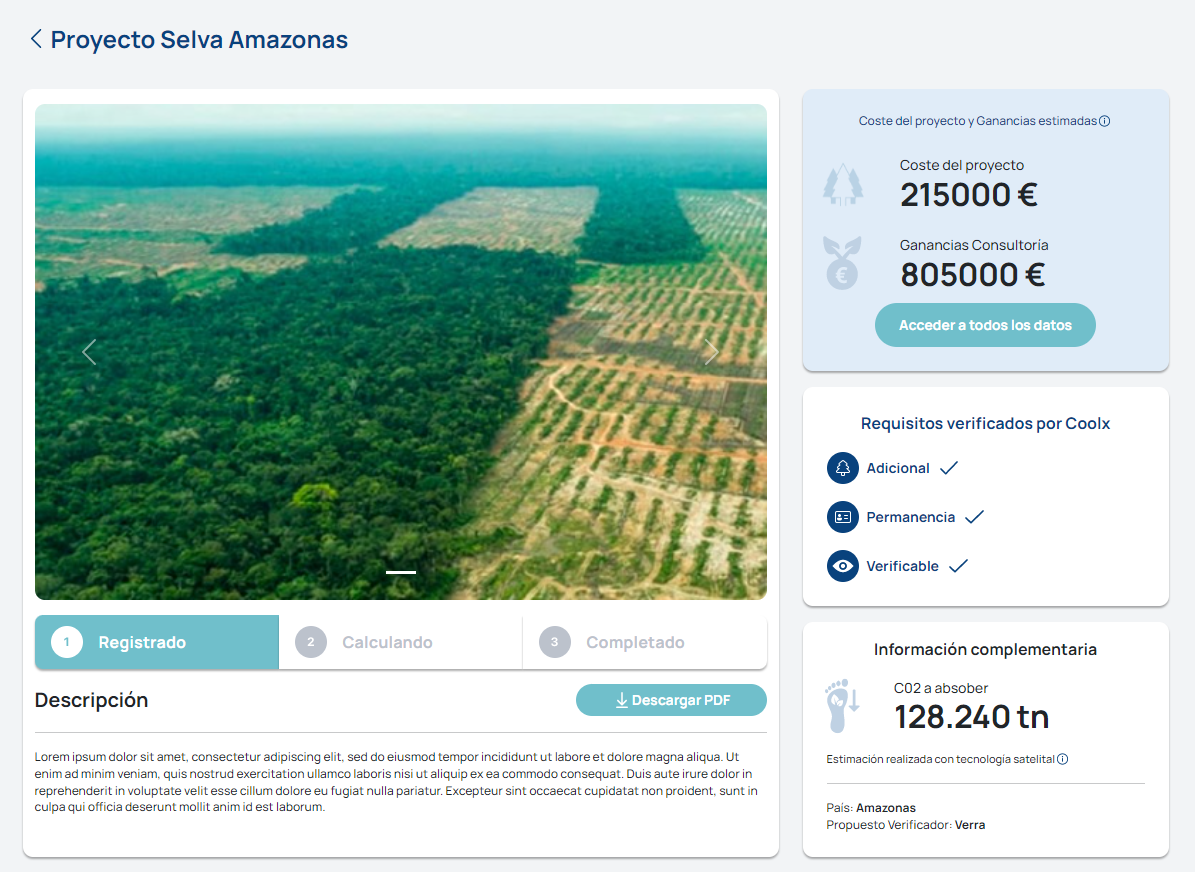 Proyecto Selva Amazonas
1 Registrado
2 Calculando
3 Completado
Descripción
Descargar PDF
Lorem ipsum dolor sit amet, consectetur adipiscing elit, sed do eiusmod tempor incididunt ut labore et dolore magna aliqua. Ut
enim ad minim veniam, quis nostrud exercitation ullamco laboris nisi ut aliquip ex ea commodo consequat. Duis aute irure dolor in
reprehenderit in voluptate velit esse cillum dolore eu fugiat nulla pariatur. Excepteur sint occaecat cupidatat non proident, sunt in
culpa qui officia deserunt mollit anim id est laborum.
Coste del proyecto y Ganancias estimadas
Coste del proyecto
215000 €
Ganancias Consultoría
€
805000 €
Acceder a todos los datos
Requisitos verificados por Coolx
Adicional
Permanencia
Verificable
Información complementaria
C02 a absober
128.240 tn
Estimación realizada con tecnología satelital
País: Amazonas
Propuesto Verificador: Verra